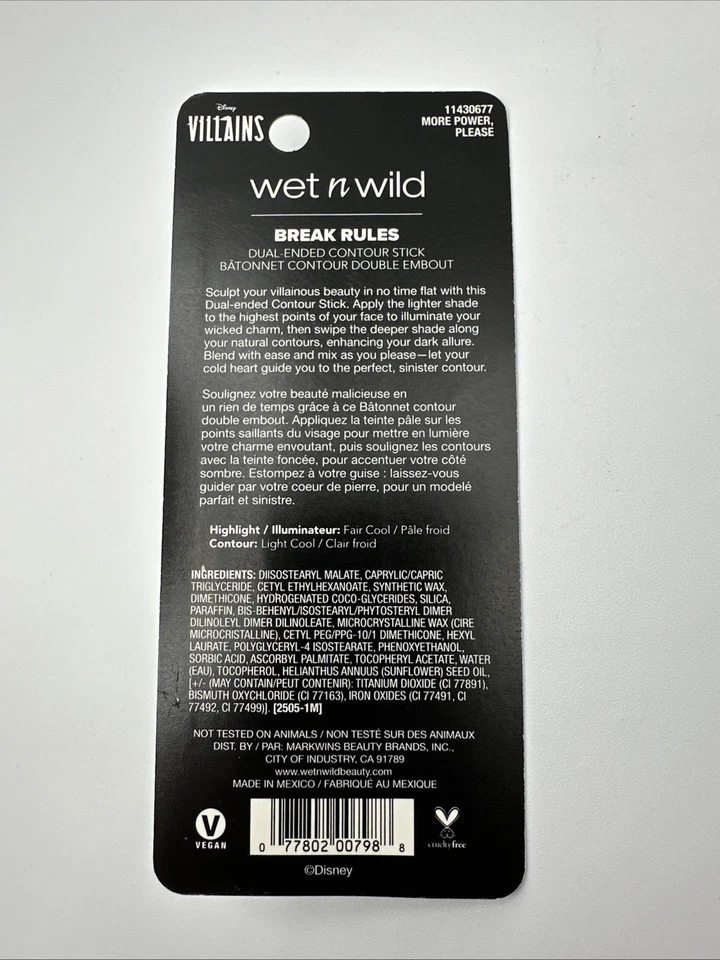 Disney
VILLAINS
11430677
MORE POWER,
PLEASE
wet n wild
BREAK RULES
DUAL-ENDED CONTOUR STICK
BÂTONNET CONTOUR DOUBLE EMBOUT
Sculpt your villainous beauty in no time flat with this
Dual-ended Contour Stick. Apply the lighter shade
to the highest points of your face to illuminate your
wicked charm, then swipe the deeper shade along
your natural contours, enhancing your dark allure.
Blend with ease and mix as you please—let your
cold heart guide you to the perfect, sinister contour.
Soulignez votre beauté malicieuse en
un rien de temps grâce à ce Bâtonnet contour
double embout. Appliquez la teinte pâle sur les
points saillants du visage pour mettre en lumière
votre charme envoutant, puis soulignez les contours
avec la teinte foncée, pour accentuer votre côté
sombre. Estompez à votre guise : laissez-vous
guider par votre coeur de pierre, pour un modelé
parfait et sinistre.
Highlight / Illuminateur: Fair Cool / Pâle froid
Contour: Light Cool / Clair froid
INGREDIENTS: DIISOSTEARYL MALATE, CAPRYLIC/CAPRIC
TRIGLYCERIDE, CETYL ETHYLHEXANOATE, SYNTHETIC WAX,
DIMETHICONE, HYDROGENATED COCO-GLYCERIDES, SILICA,
PARAFFIN, BIS-BEHENYL/ISOSTEARYL/PHYTOSTERYL DIMER
DILINOLEYL DIMER DILINOLEATE, MICROCRYSTALLINE WAX (CIRE
MICROCRISTALLINE), CETYL PEG/PPG-10/1 DIMETHICONE, HEXYL
LAURATE, POLYGLYCERYL-4 ISOSTEARATE, PHENOXYETHANOL,
SORBIC ACID, ASCORBYL PALMITATE, TOCOPHERYL ACETATE, WATER
(EAU), TOCOPHEROL, HELIANTHUS ANNUUS (SUNFLOWER) SEED OIL,
[+/- (MAY CONTAIN/PEUT CONTENIR): TITANIUM DIOXIDE (CI 77891),
BISMUTH OXYCHLORIDE (CI 77163), IRON OXIDES (CI 77491, CI
77492, CI 77499)]. [2505-1M]
NOT TESTED ON ANIMALS / NON TESTÉ SUR DES ANIMAUX
DIST. BY / PAR: MARKWINS BEAUTY BRANDS, INC.,
CITY OF INDUSTRY, CA 91789
www.wetnwildbeauty.com
MADE IN MEXICO / FABRIQUÉ AU MEXIQUE
V
VEGAN
0 77802 00798 8
crueltyfree
©Disney